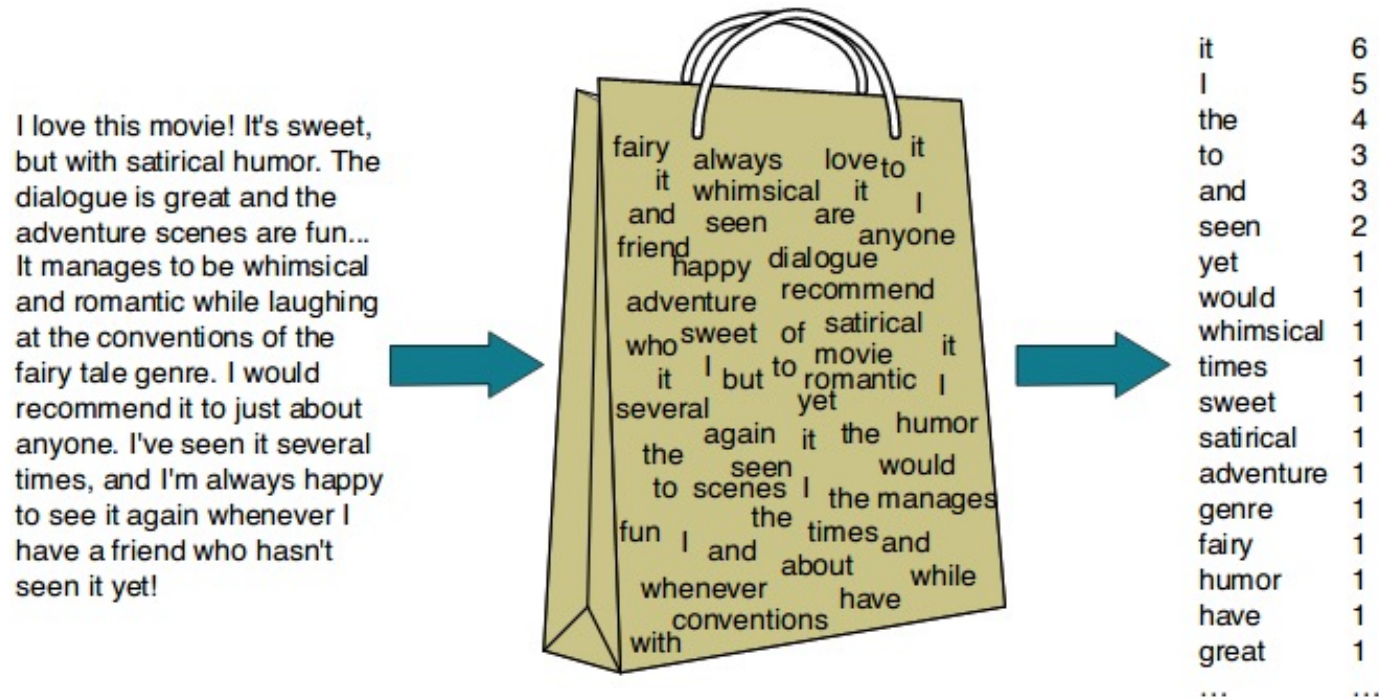 I love this movie! It's sweet,
but with satirical humor. The
dialogue is great and the
adventure scenes are fun...
It manages to be whimsical
and romantic while laughing
at the conventions of the
fairy tale genre. I would
recommend it to just about
anyone. I've seen it several
times, and I'm always happy
to see it again whenever I
have a friend who hasn't
seen it yet!
fairy always love to it
it whimsical it I
and seen are anyone
friend happy dialogue
adventure recommend
who sweet of satirical
it I but to movie it
romantic I
several yet
again it the humor
the seen would
to scenes I the manages
fun I and the times and
about while
whenever have
conventions
with
it 6
I 5
the 4
to 3
and 3
seen 2
yet 1
would 1
whimsical 1
times 1
sweet 1
satirical 1
adventure 1
genre 1
fairy 1
humor 1
have 1
great 1
... ...